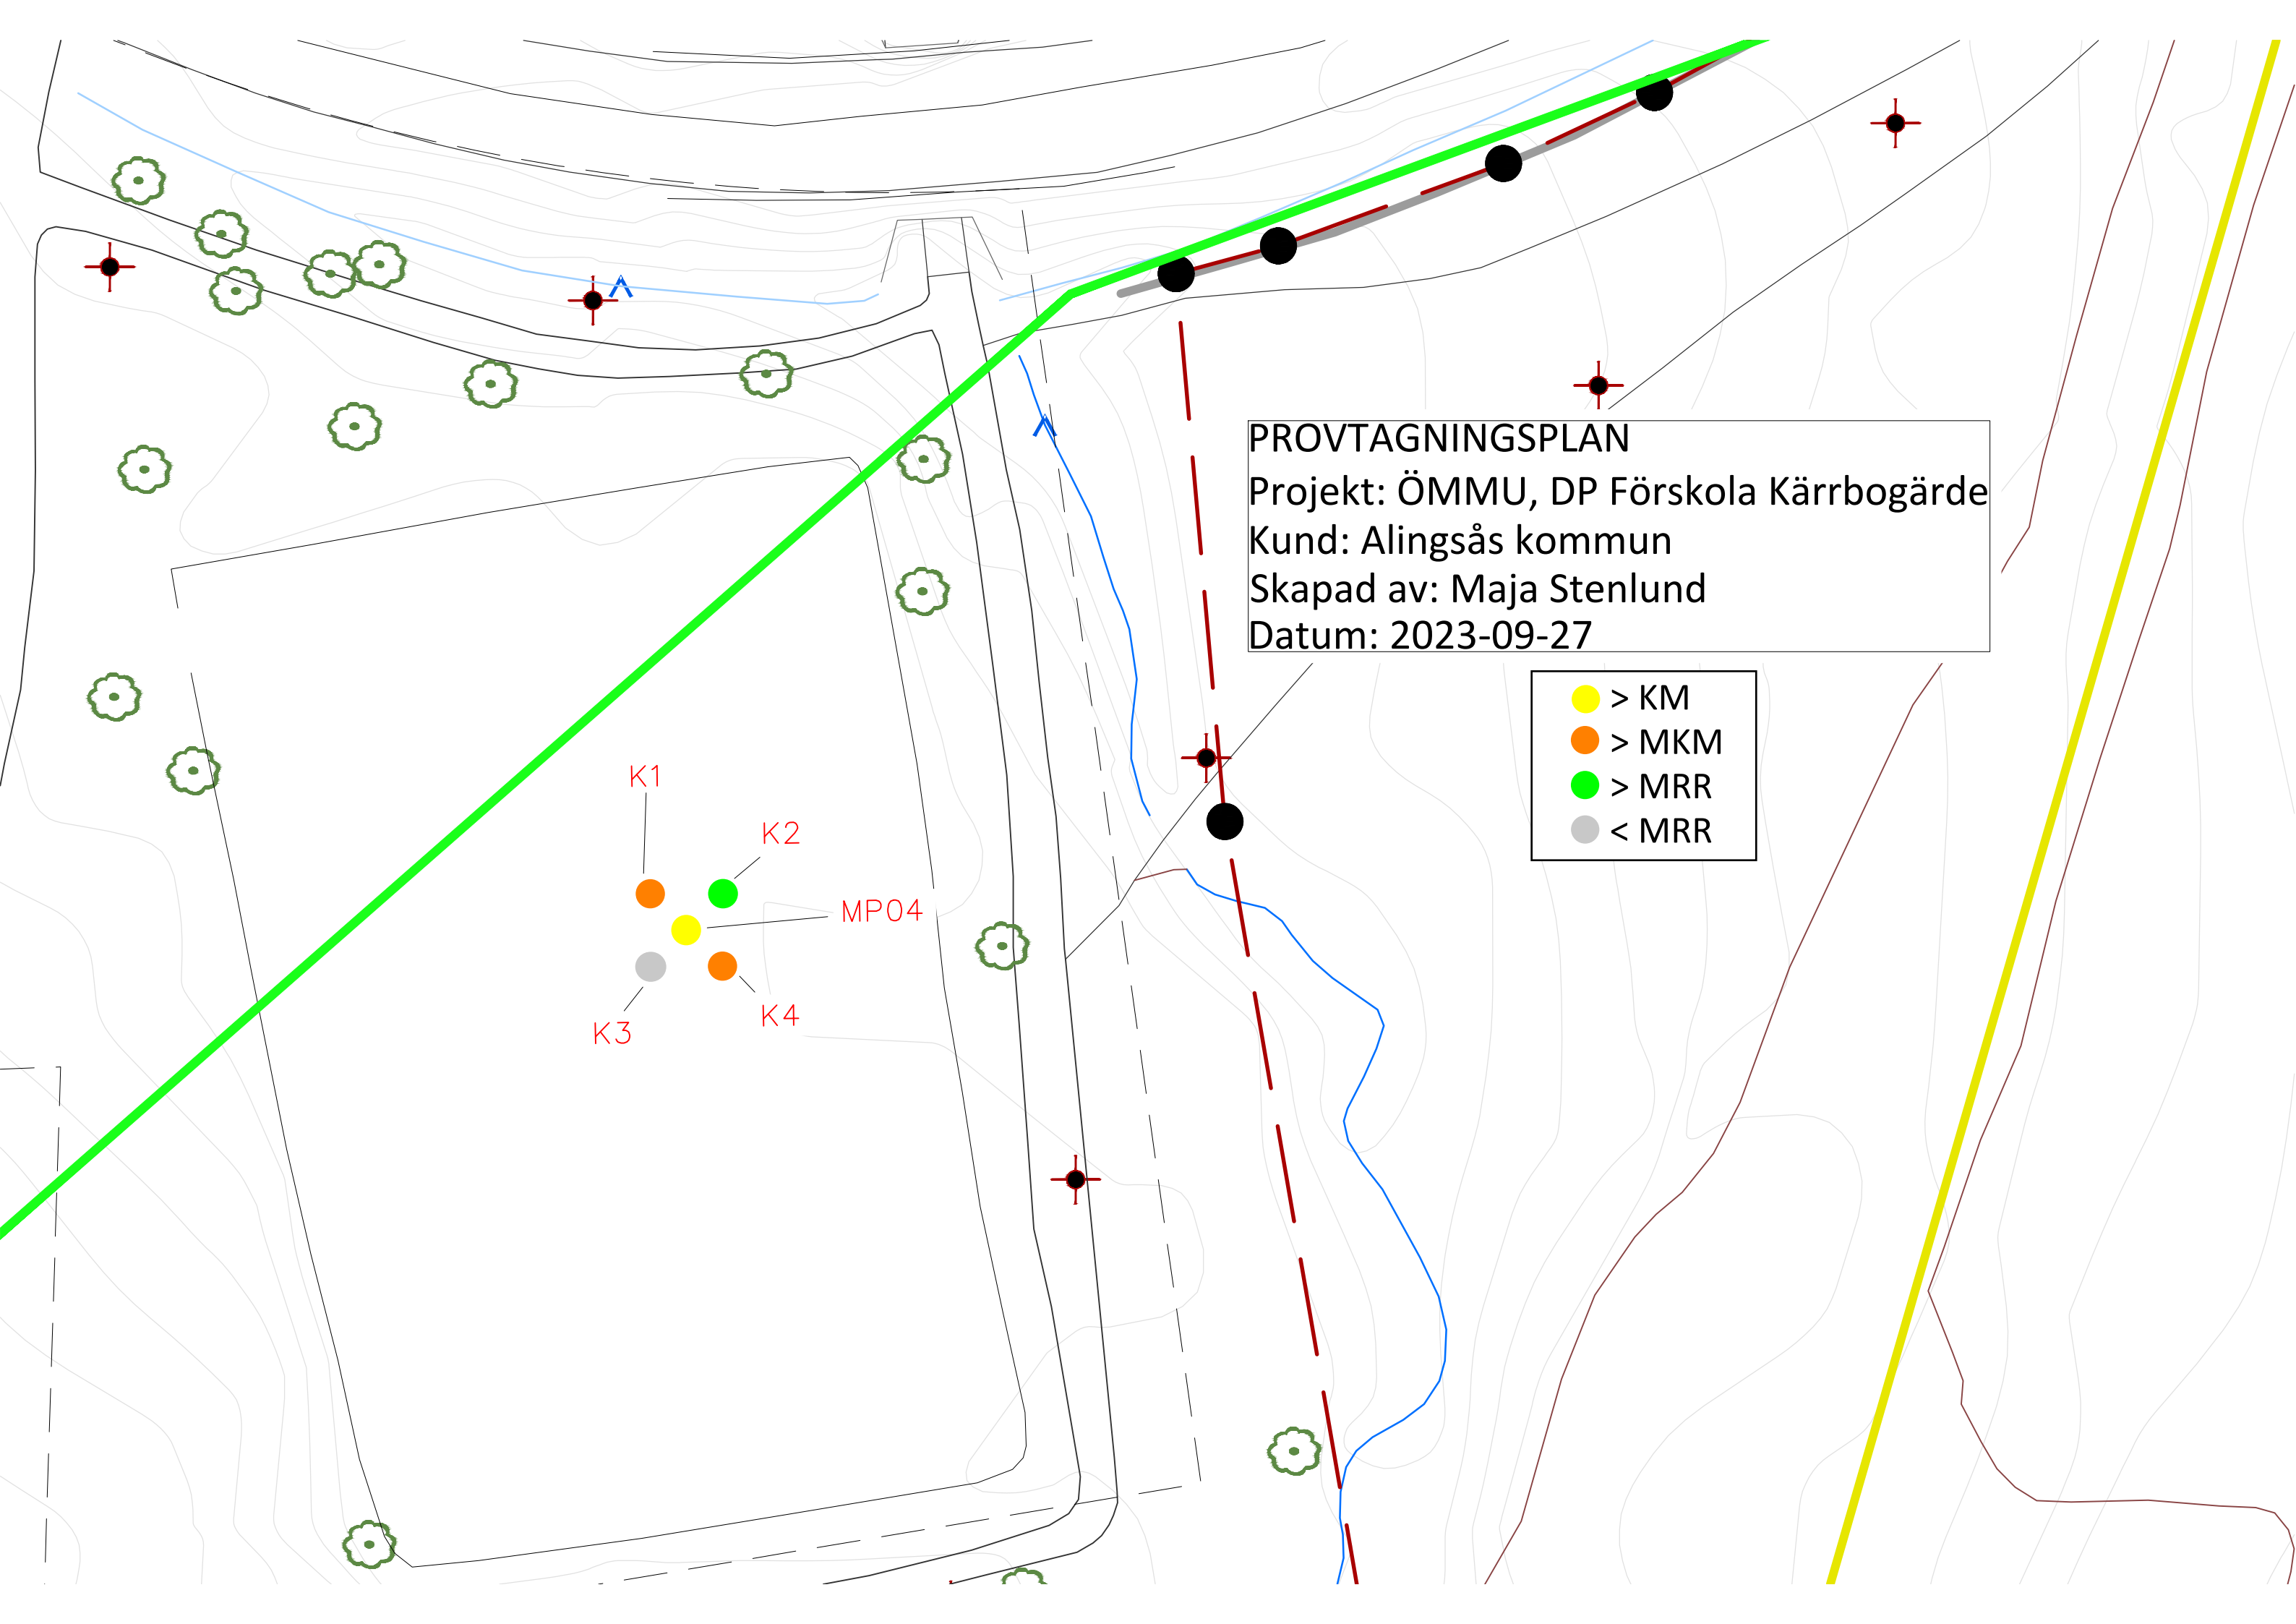 PROVTAGNINGSPLAN
Projekt: ÖMMU, DP Förskola Kärrbogärde
Kund: Alingsås kommun
Skapad av: Maja Stenlund
Datum: 2023-09-27
> KM
> MKM
> MRR
< MRR
K1
K2
MP04
K3
K4